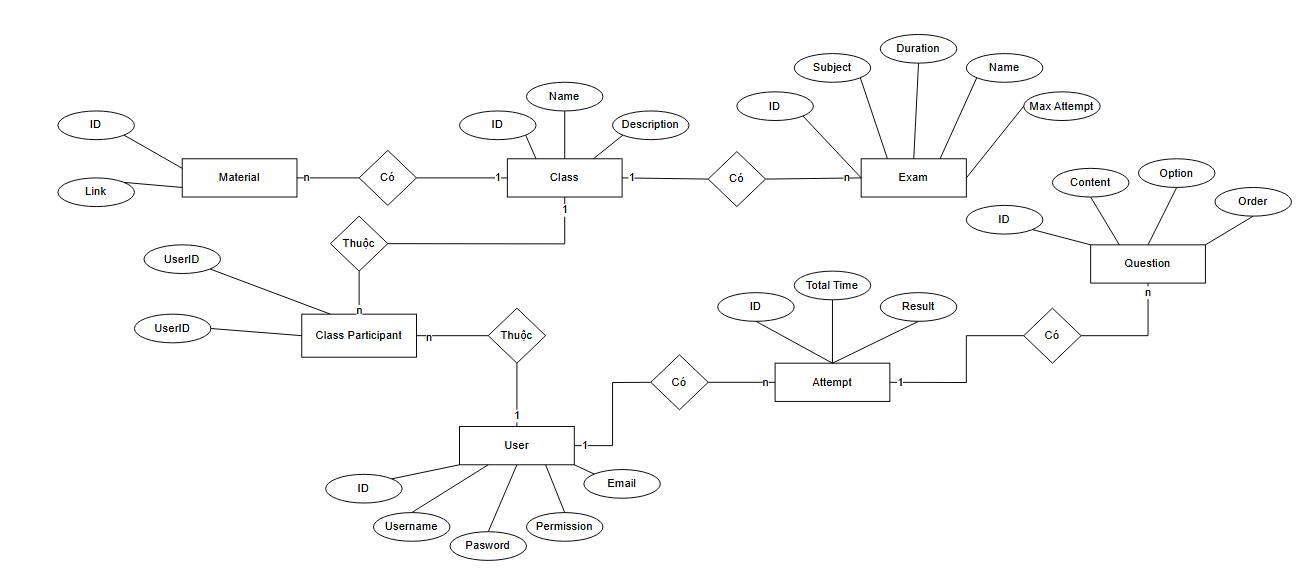 Duration
Subject
Name
ID
Max Attempt
Name
ID
Description
ID
Link
Material
n
Có
1
Class
1
Có
n
Exam
1
Content
Option
ID
Order
Question
n
Thuộc
n
UserID
UserID
Class Participant
n
Thuộc
1
ID
Total Time
Result
Attempt
n
Có
1
1
Có
User
ID
Username
Pasword
Permission
Email